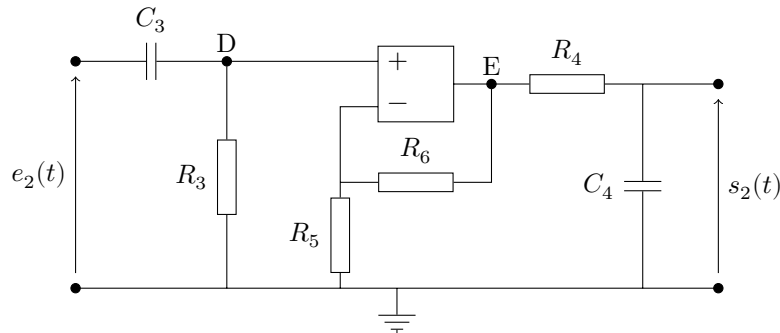 C₃
D
E
R₄
+
−
R₆
e₂(t)
R₃
C₄
s₂(t)
R₅